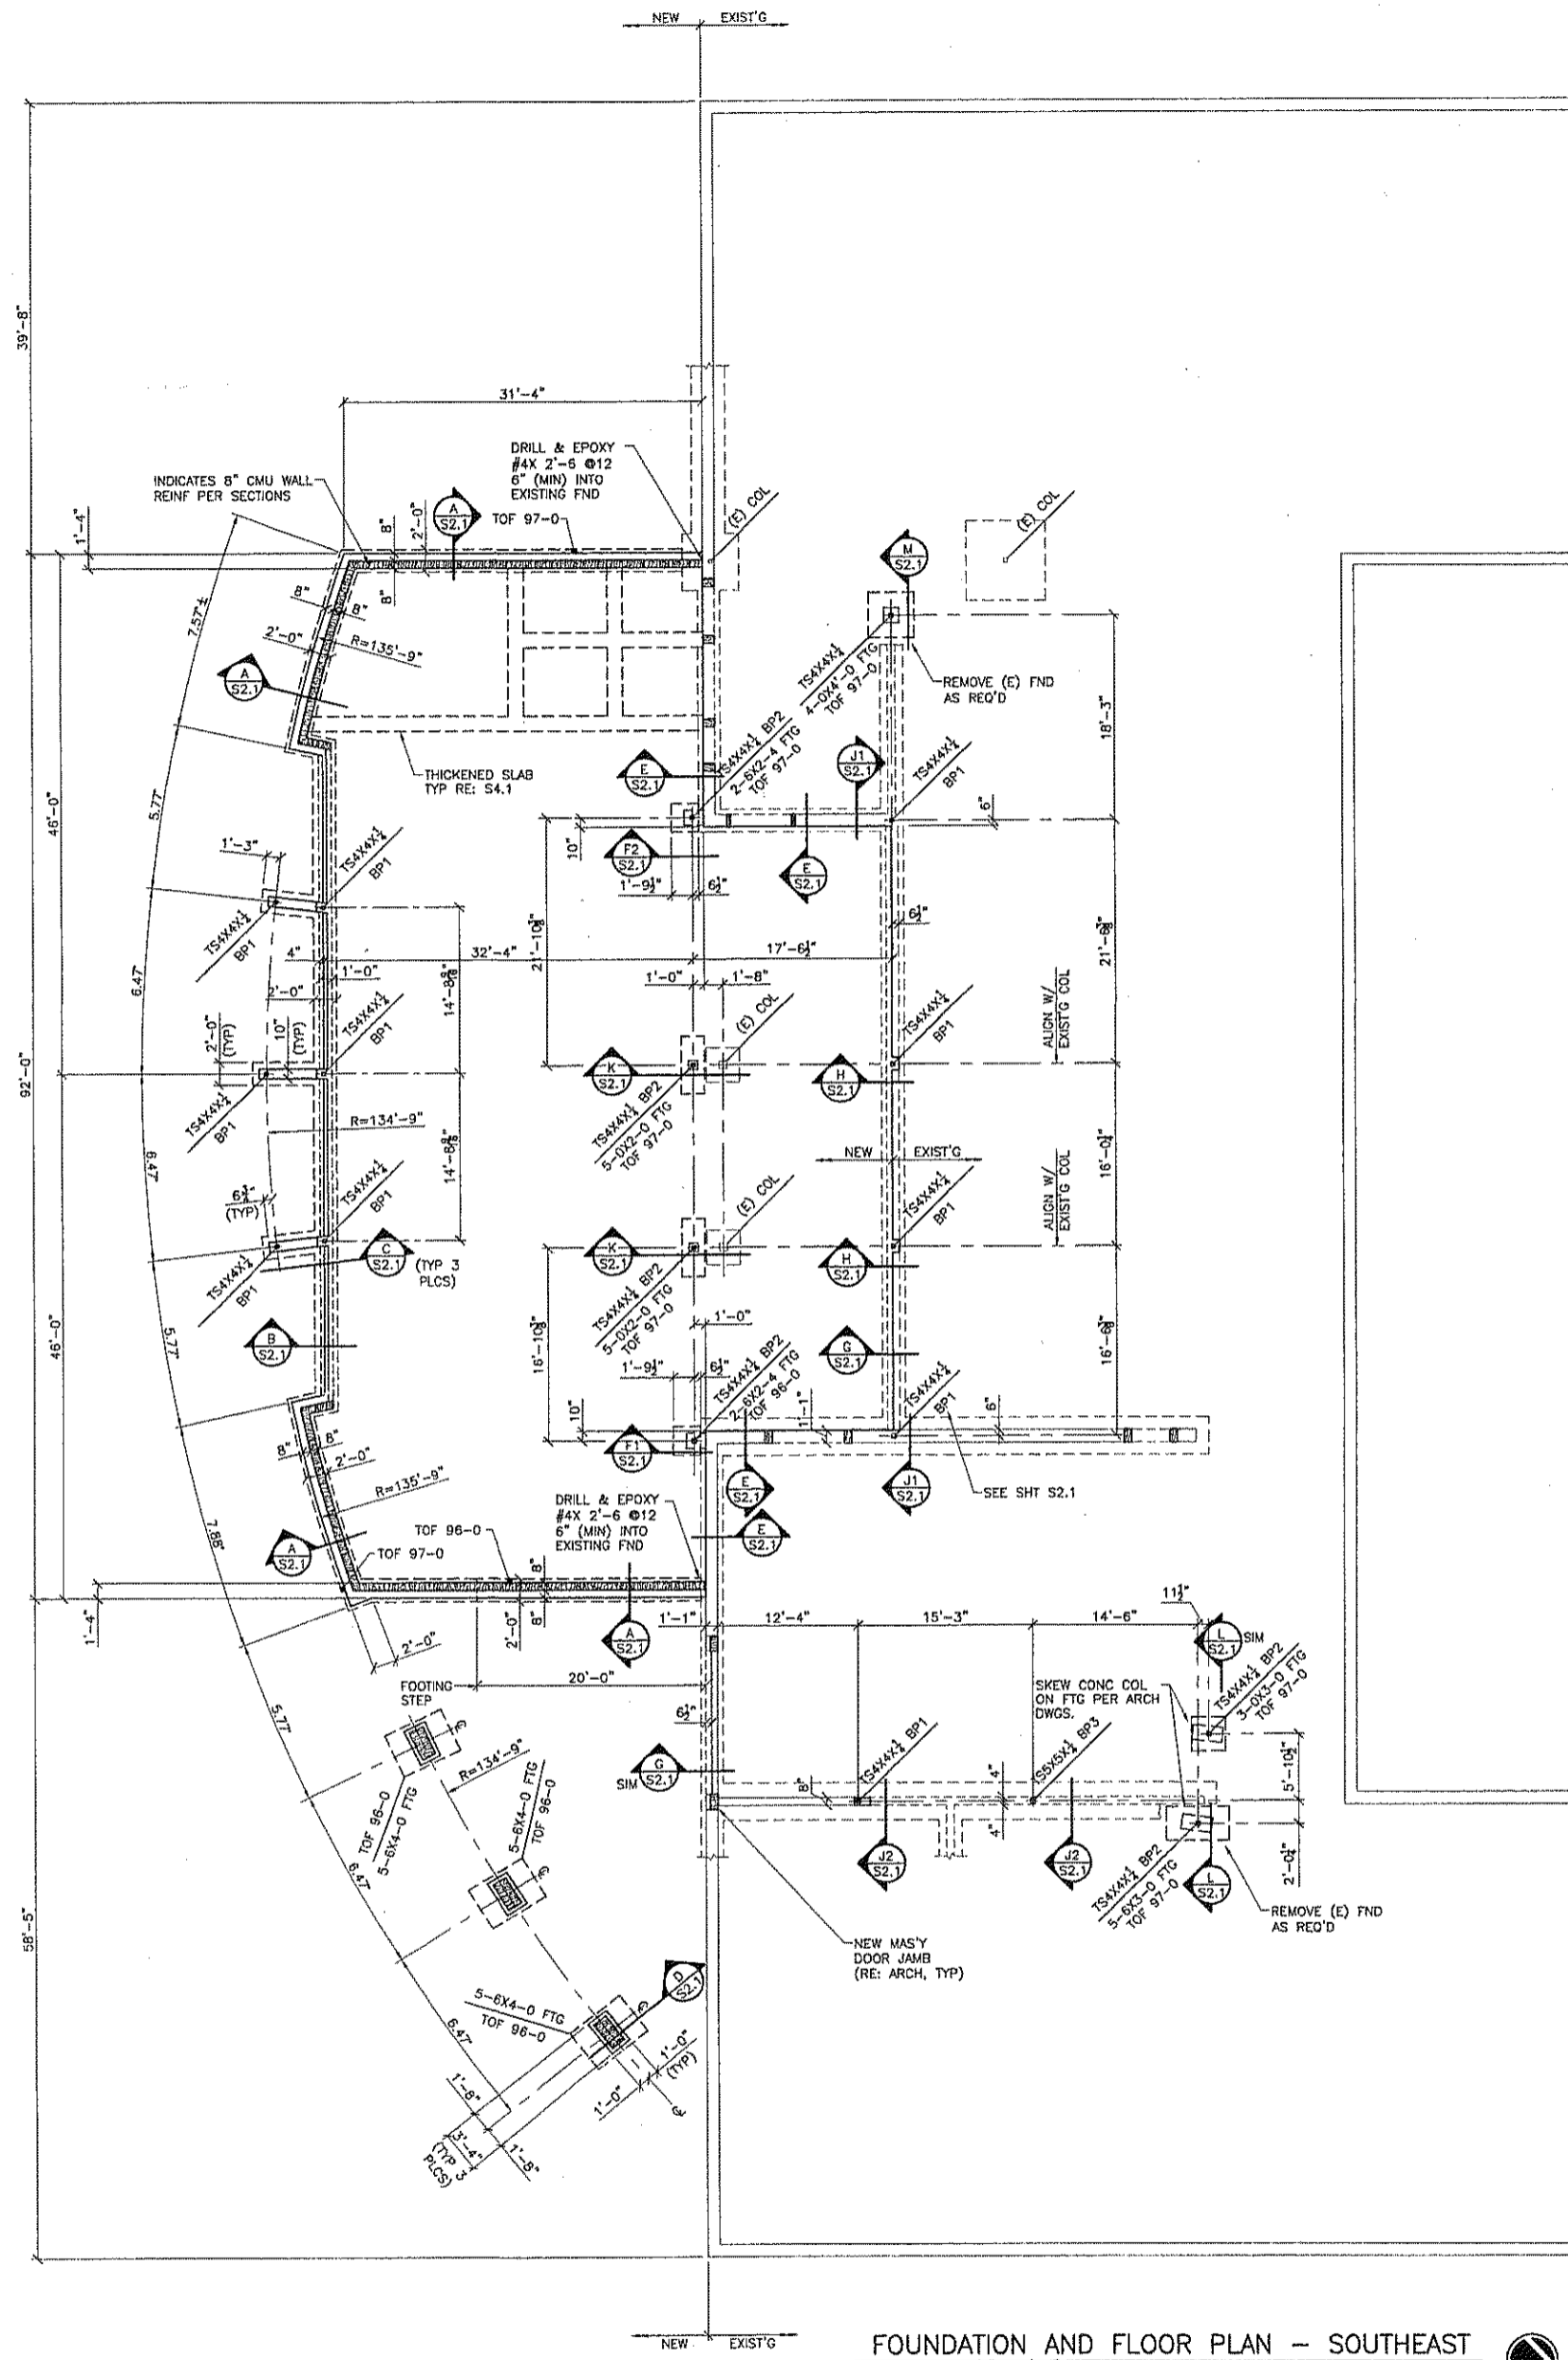 NEW EXIST'G
39'-8"
31'-4"
DRILL & EPOXY
#4X 2'-6 @12
6" (MIN) INTO
EXISTING FND
INDICATES 8" CMU WALL
REINF PER SECTIONS
A
S2.1
TOF 97-0
8"
2'-0"
8"
1'-4"
(E) COL
(E) COL
M
S2.1
7.57'±
8"
8"
2'-0"
R=135'-9"
A
S2.1
TS4X4X¼
4-0X4'-0 FTG
TOF 97-0
REMOVE (E) FND
AS REQ'D
18'-3"
THICKENED SLAB
TYP RE: S4.1
E
S2.1
TS4X4X¼ BP2
2-6X2-4 FTG
TOF 97-0
J1
S2.1
TS4X4X¼
BP1
6"
5.77'
46'-0"
1'-3"
TS4X4X¼
BP1
10"
F2
S2.1
1'-9½"
6½"
E
S2.1
TS4X4X¼
BP1
6½"
4"
32'-4"
17'-6½"
1'-0"
2'-0"
1'-0"
1'-8"
6.47'
2'-0"
(TYP)
10"
(TYP)
TS4X4X¼
BP1
(E) COL
TS4X4X¼
BP1
ALIGN W/
EXIST'G COL
92'-0"
K
S2.1
H
S2.1
TS4X4X¼
BP1
R=134'-9"
TS4X4X¼ BP2
5-0X2-0 FTG
TOF 97-0
NEW EXIST'G
6.47'
(TYP)
TS4X4X¼
BP1
(E) COL
TS4X4X¼
BP1
ALIGN W/
EXIST'G COL
TS4X4X¼
BP1
C
S2.1
(TYP 3
PLCS)
K
S2.1
H
S2.1
TS4X4X¼ BP2
5-0X2-0 FTG
TOF 97-0
1'-0"
B
S2.1
G
S2.1
5.77'
46'-0"
1'-9½"
6½"
TS4X4X¼ BP2
2-6X2-4 FTG
TOF 96-0
TS4X4X¼
BP1
10"
1'-1"
6"
8"
8"
2'-0"
F1
S2.1
E
S2.1
J1
S2.1
SEE SHT S2.1
R=135'-9"
DRILL & EPOXY
#4X 2'-6 @12
6" (MIN) INTO
EXISTING FND
E
S2.1
7.88'
A
S2.1
TOF 96-0
TOF 97-0
8"
2'-0"
8"
1'-4"
2'-0"
A
S2.1
1'-1"
12'-4"
15'-3"
14'-6"
11½"
L
S2.1
SIM
FOOTING
STEP
20'-0"
SKEW CONC COL
ON FTG PER ARCH
DWGS.
TS4X4X¼ BP2
3-0X3-0 FTG
TOF 97-0
5.77'
6½"
R=134'-9"
SIM
G
S2.1
TS4X4X¼ BP1
TS5X5X¼ BP3
8"
4"
4"
5'-10½"
TOF 96-0
5-6X4-0 FTG
5-6X4-0 FTG
TOF 96-0
J2
S2.1
J2
S2.1
TS4X4X¼ BP2
5-6X3-0 FTG
TOF 97-0
L
S2.1
REMOVE (E) FND
AS REQ'D
6.47'
58'-5"
NEW MAS'Y
DOOR JAMB
(RE: ARCH, TYP)
D
S2.1
5-6X4-0 FTG
TOF 96-0
6.47'
1'-0"
(TYP)
1'-0"
1'-8"
3'-4"
(TYP 3
PLCS)
1'-8"
NEW EXIST'G
FOUNDATION AND FLOOR PLAN – SOUTHEAST